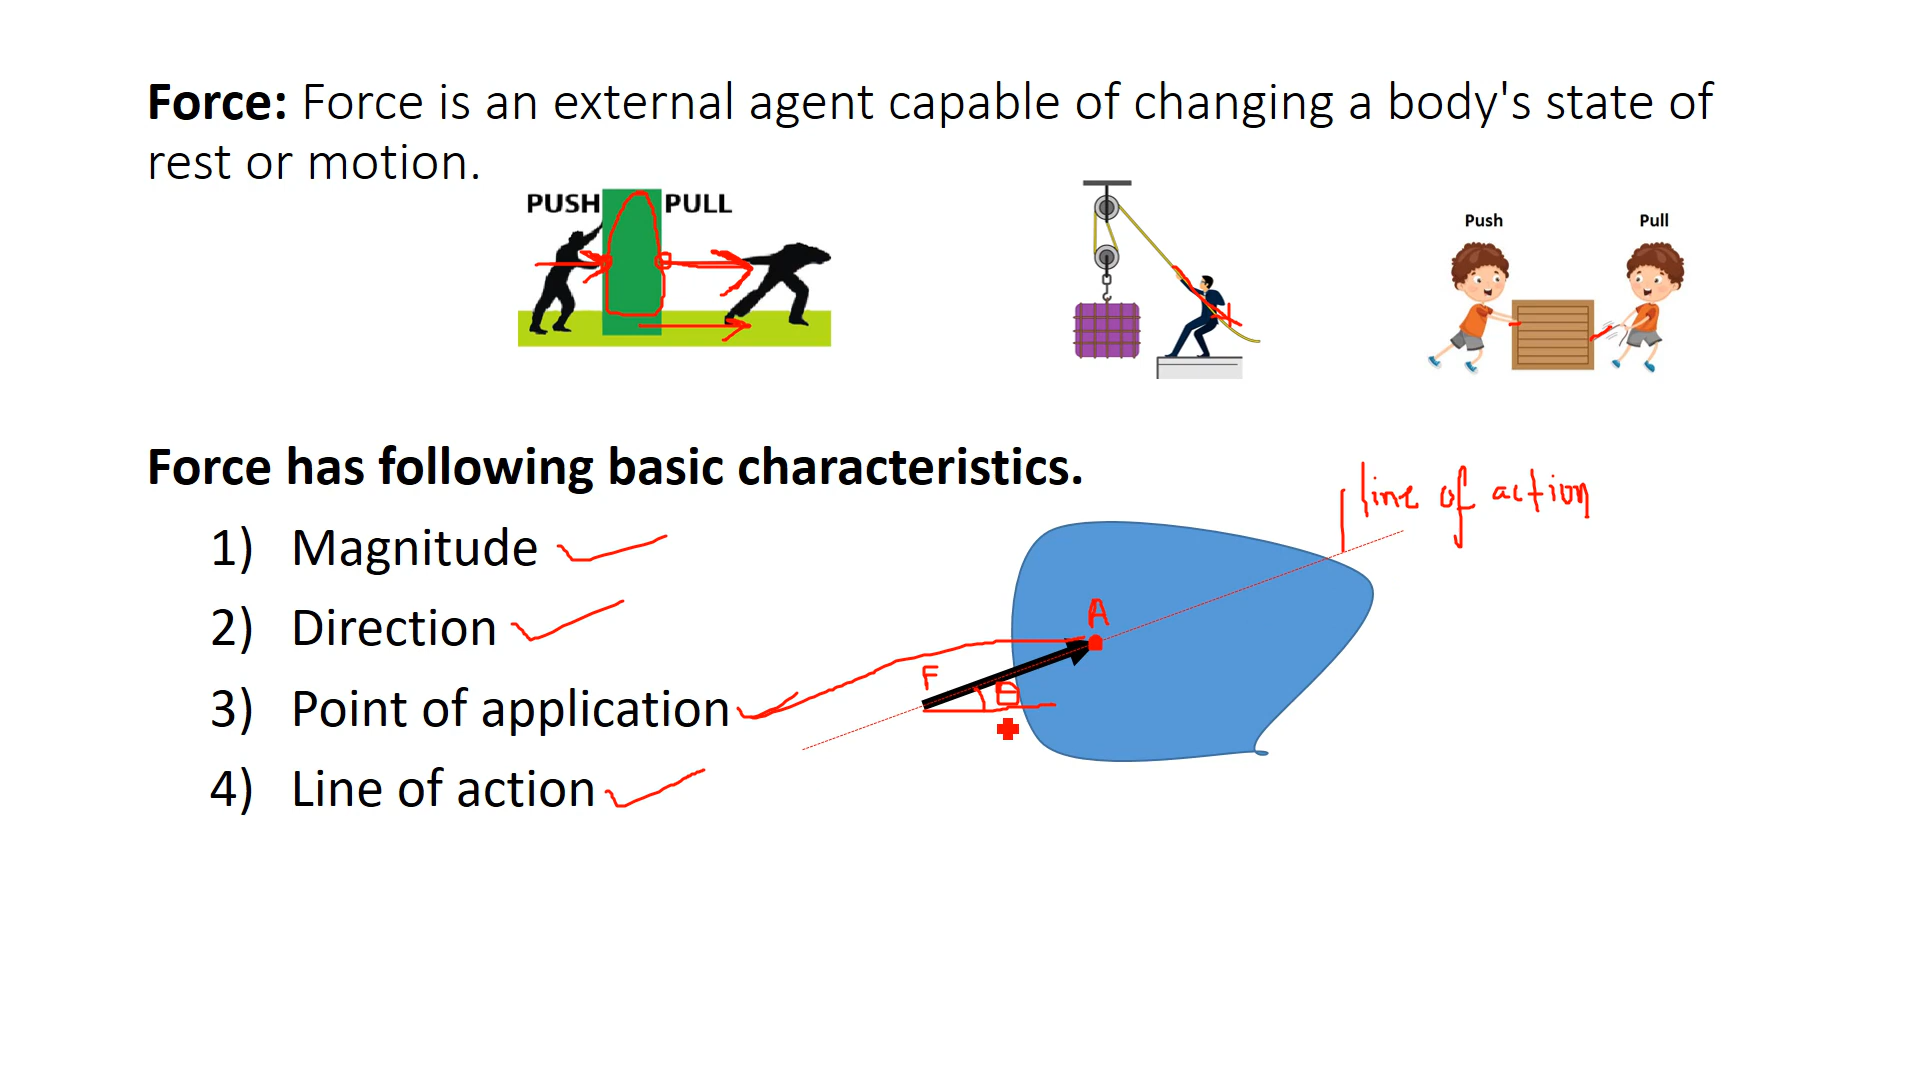 Force: Force is an external agent capable of changing a body's state of
rest or motion.
PUSH PULL
Push Pull
Force has following basic characteristics.
line of action
1) Magnitude
2) Direction
A
F
θ
3) Point of application
4) Line of action